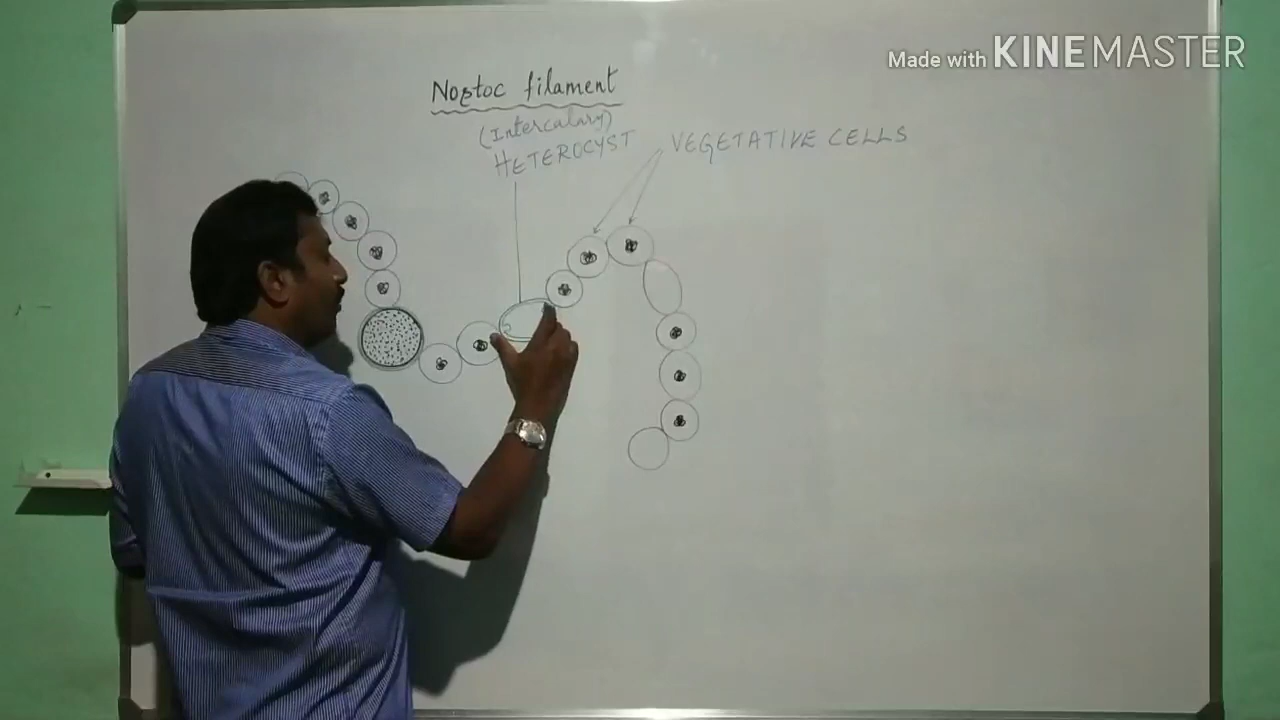 Made with KINEMASTER
Nostoc filament
(Intercalary)
HETEROCYST
VEGETATIVE CELLS